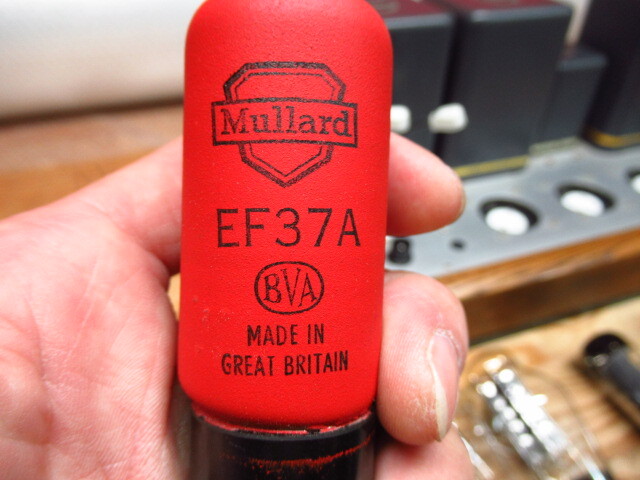 Mullard
EF37A
BVA
MADE IN
GREAT BRITAIN